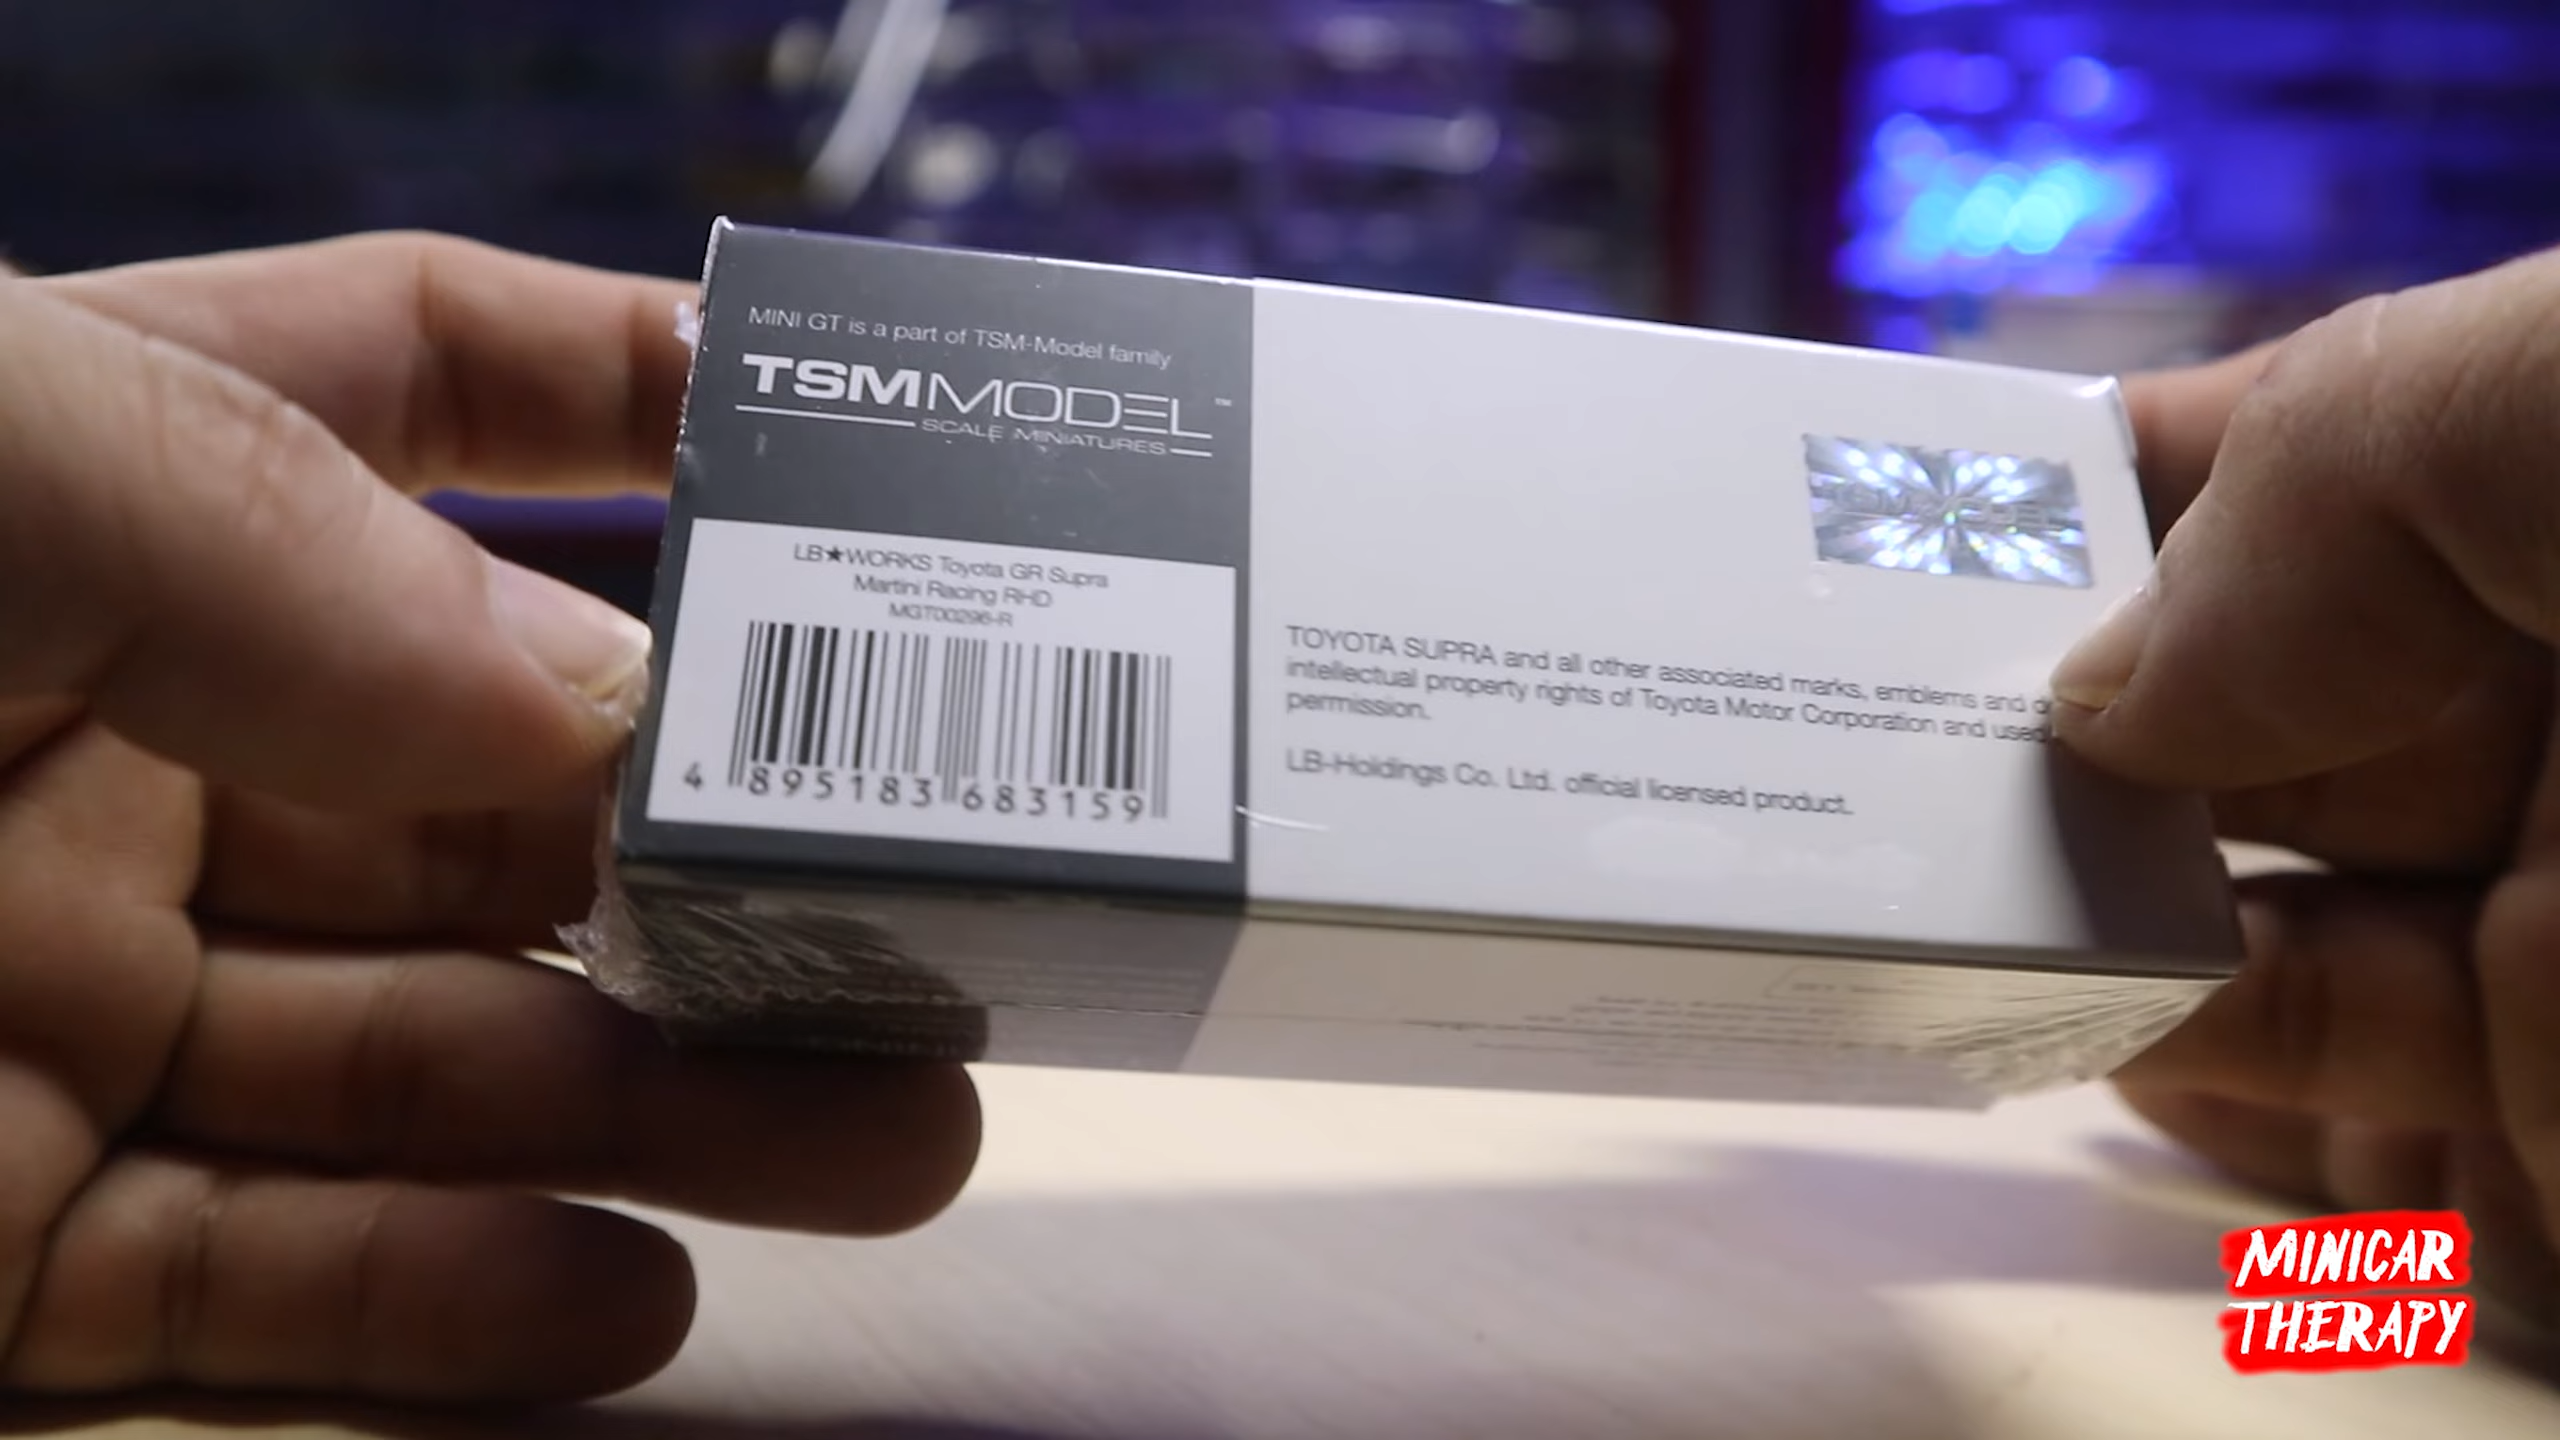 MINI GT is a part of TSM-Model family
TSMMODEL™
SCALE MINIATURES
TSMMODEL
LB★WORKS Toyota GR Supra
Martini Racing RHD
MGT00296-R
4 895183 683159
TOYOTA SUPRA and all other associated marks, emblems and
intellectual property rights of Toyota Motor Corporation and used
permission.
LB-Holdings Co. Ltd. official licensed product.
MINICAR
THERAPY